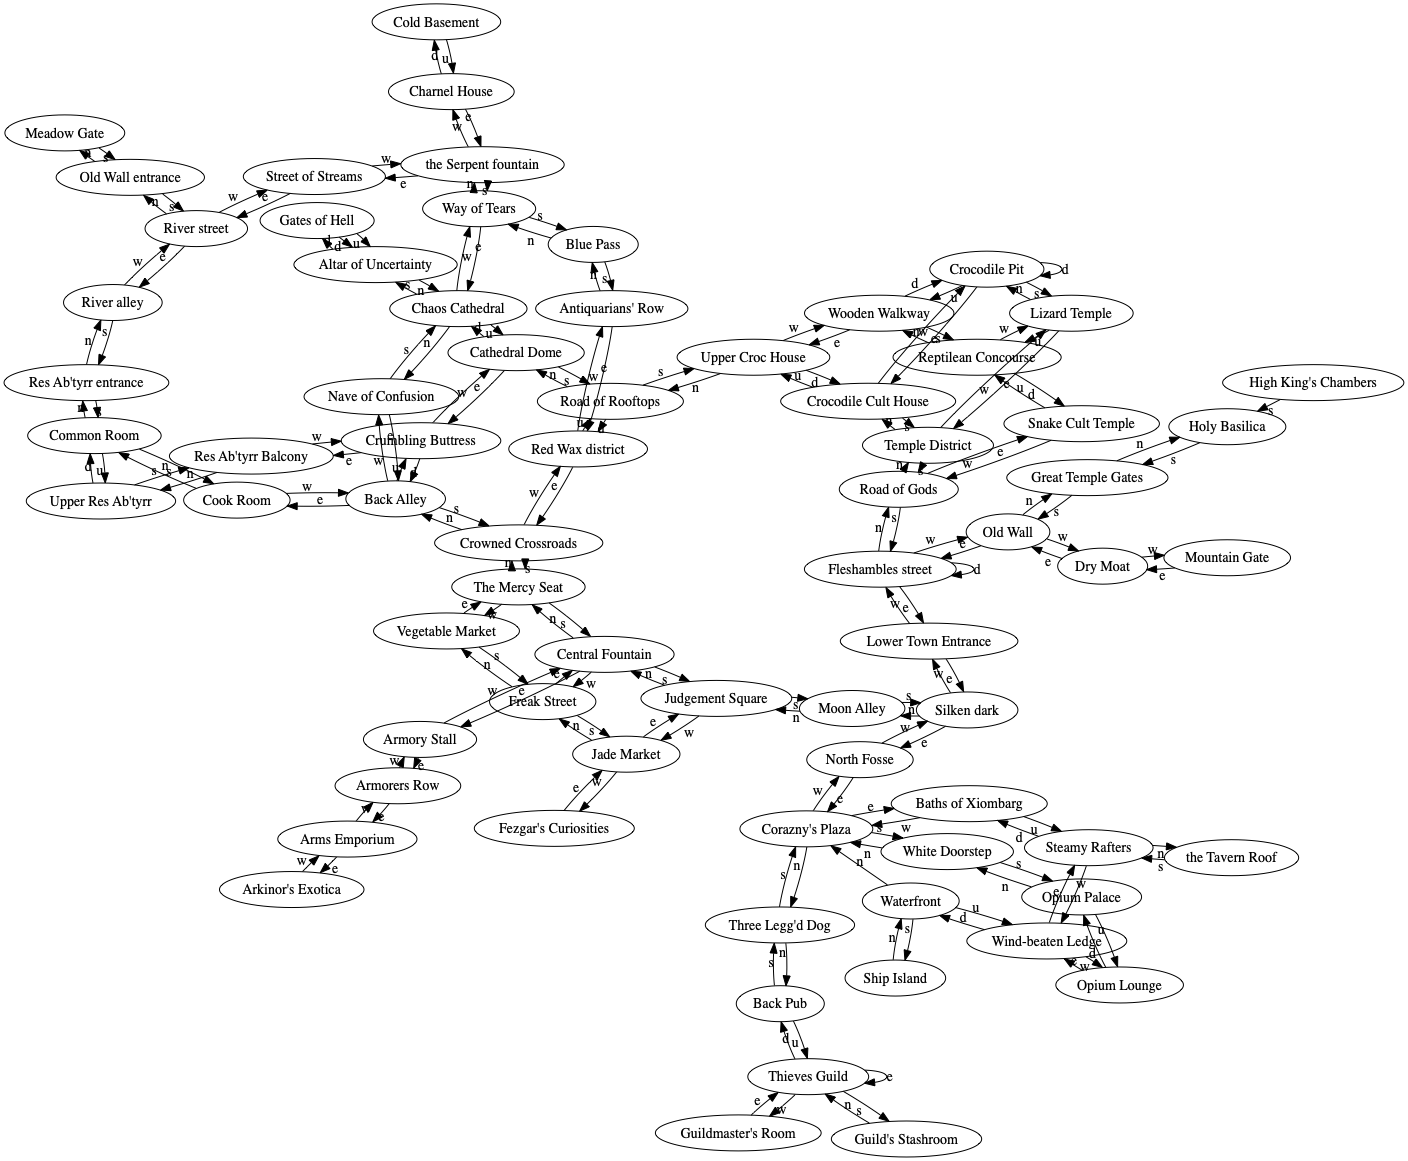 Cold Basement
d u
Charnel House
e
w
Meadow Gate
n s
Old Wall entrance
n s
River street
w e
Street of Streams
w
e
the Serpent fountain
n s
Way of Tears
s
n
Blue Pass
n s
Antiquarians' Row
w e
Gates of Hell
d d u
Altar of Uncertainty
s n
Chaos Cathedral
w e
d u
Cathedral Dome
n s
w e
River alley
w e
n s
Res Ab'tyrr entrance
n s
Common Room
d u
s n
Upper Res Ab'tyrr
s n
Res Ab'tyrr Balcony
w
e
Cook Room
w
e
Nave of Confusion
s n
w e
Crumbling Buttress
u d
Back Alley
s
n
Road of Rooftops
s
n
u d
Red Wax district
w e
Crowned Crossroads
n s
The Mercy Seat
e w
n s
Vegetable Market
s
n
Central Fountain
n s
e w
Freak Street
n s
w e
Judgement Square
s
n
e w
Moon Alley
s
n
Silken dark
w e
Armory Stall
w e
Armorers Row
w e
Arms Emporium
w e
Arkinor's Exotica
Jade Market
e w
Fezgar's Curiosities
Upper Croc House
w
e
u d
Wooden Walkway
d
u
w e
Crocodile Pit
d
n s
Lizard Temple
w
u
Reptilian Concourse
u
d
Crocodile Cult House
n s
Temple District
w e
n s
Snake Cult Temple
e
w
Road of Gods
n s
Fleshambles street
d
w
e
w e
Old Wall
n s
w
e
Dry Moat
w
e
Mountain Gate
Great Temple Gates
n
s
Holy Basilica
s
High King's Chambers
Lower Town Entrance
w e
North Fosse
w
e
w e
Corazny's Plaza
e
w
s
n
n
s n
Baths of Xiombarg
u
d
White Doorstep
s
n
Steamy Rafters
n
s
e w
the Tavern Roof
Opium Palace
u
Waterfront
u
d
n s
Wind-beaten Ledge
d
w
Ship Island
Opium Lounge
Three Legg'd Dog
s n
Back Pub
d u
Thieves Guild
e
e w
n s
Guildmaster's Room
Guild's Stashroom